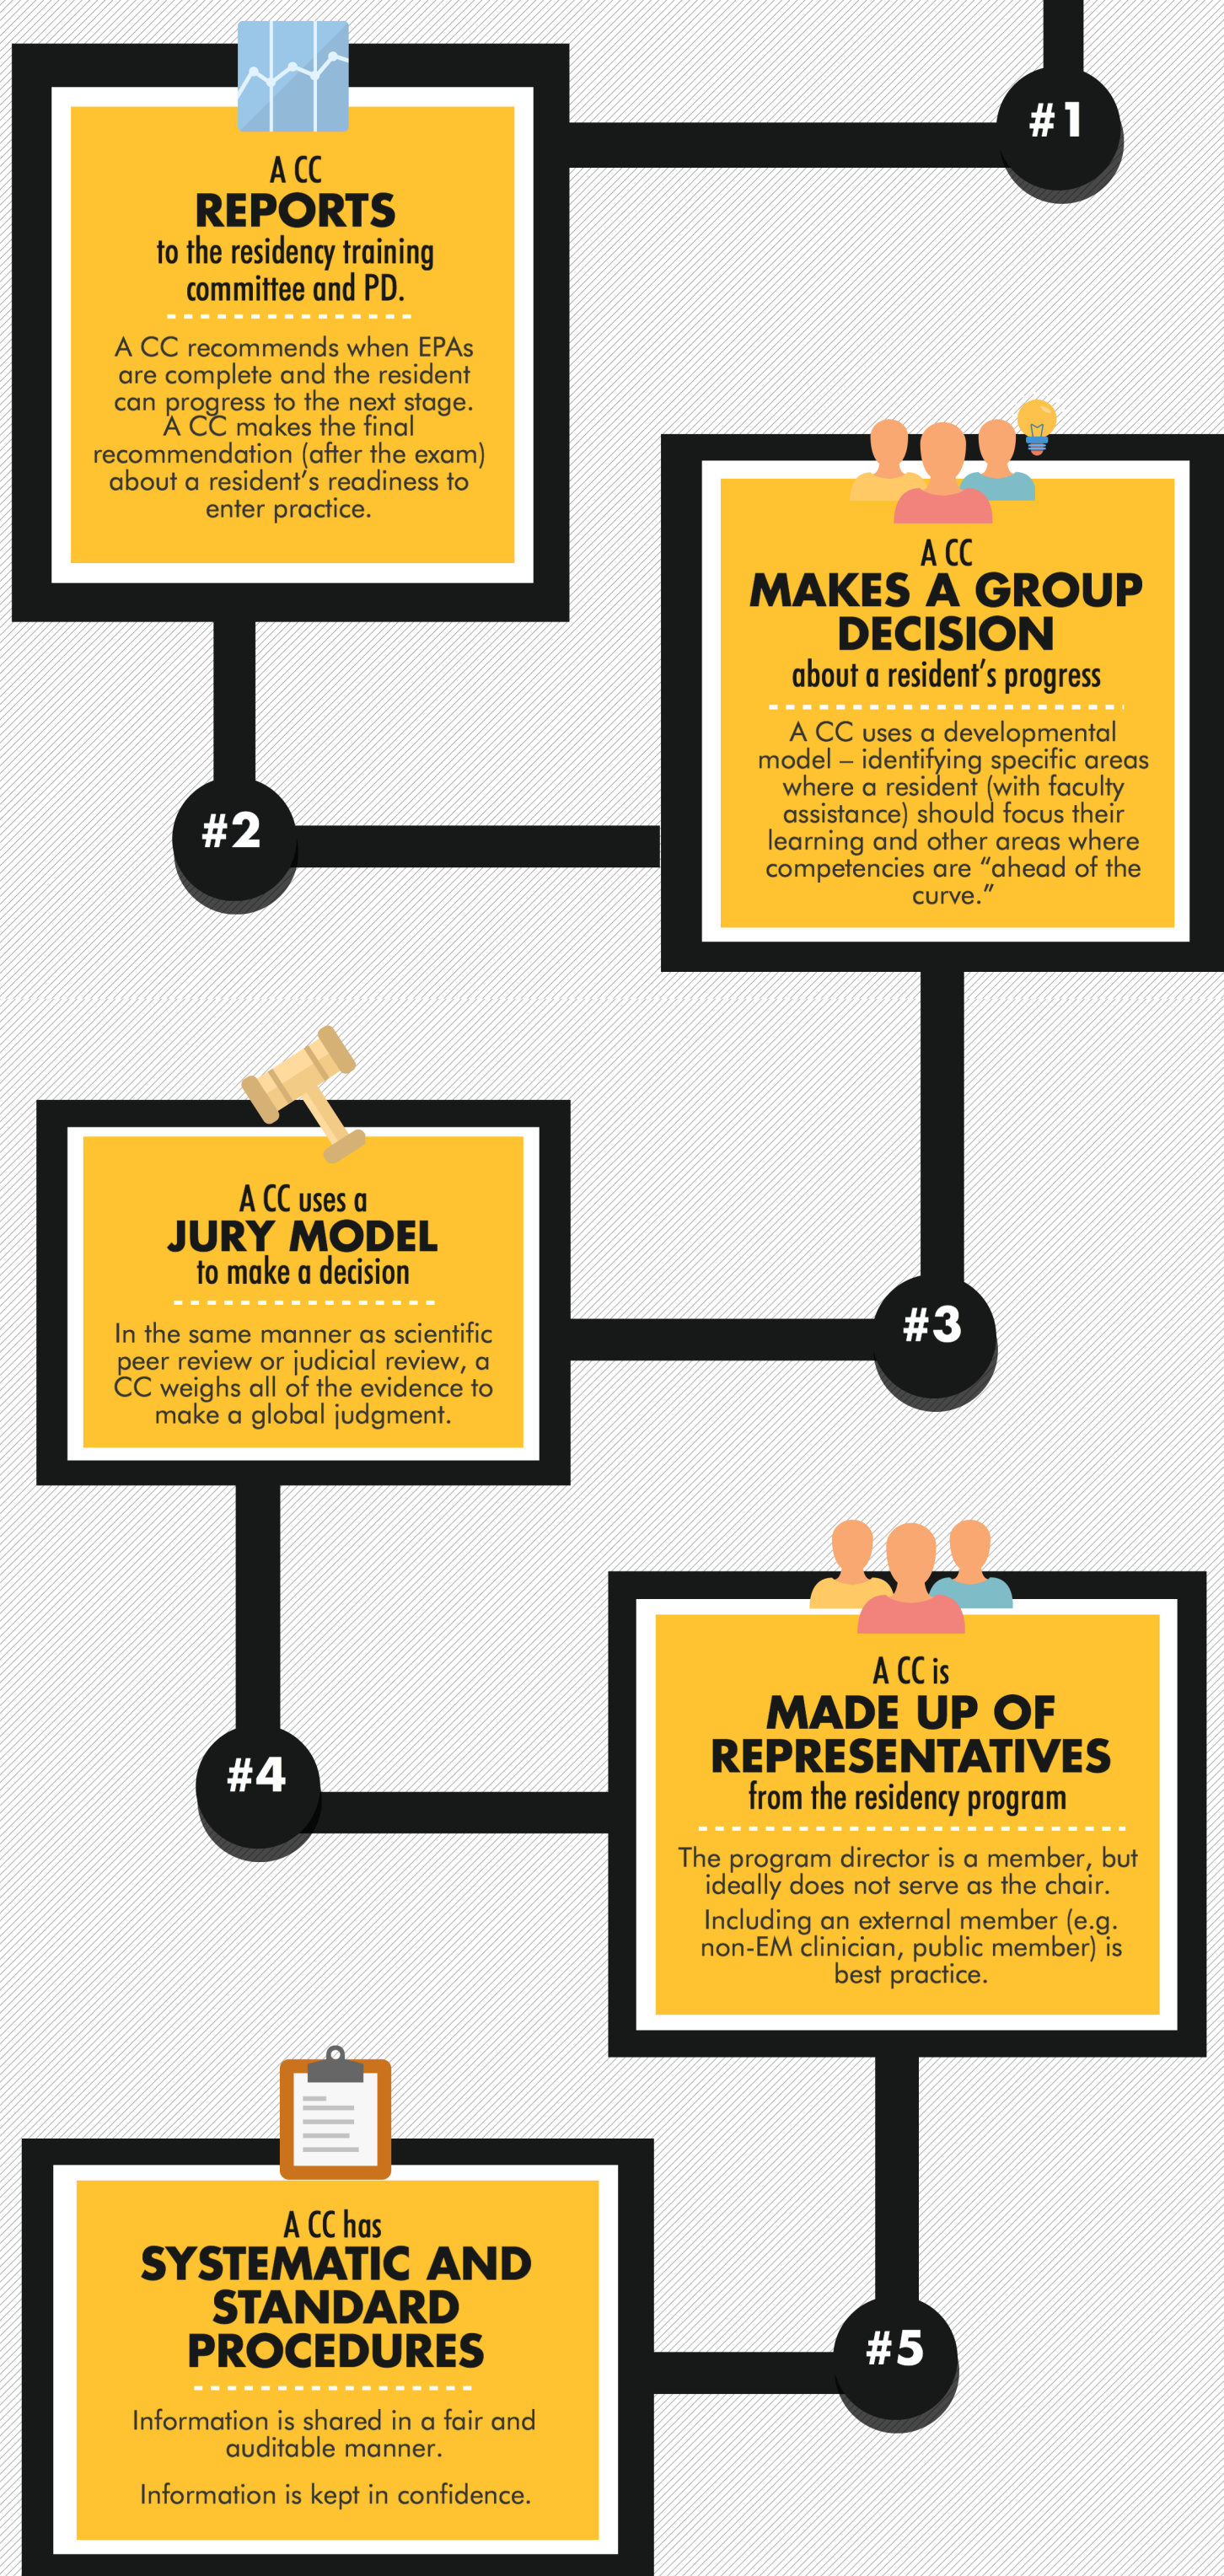 #1
A CC
REPORTS
to the residency training
committee and PD.
A CC recommends when EPAs
are complete and the resident
can progress to the next stage.
A CC makes the final
recommendation (after the exam)
about a resident's readiness to
enter practice.
#2
A CC
MAKES A GROUP
DECISION
about a resident's progress
A CC uses a developmental
model – identifying specific areas
where a resident (with faculty
assistance) should focus their
learning and other areas where
competencies are “ahead of the
curve.”
#3
A CC uses a
JURY MODEL
to make a decision
In the same manner as scientific
peer review or judicial review, a
CC weighs all of the evidence to
make a global judgment.
#4
A CC is
MADE UP OF
REPRESENTATIVES
from the residency program
The program director is a member, but
ideally does not serve as the chair.
Including an external member (e.g.
non-EM clinician, public member) is
best practice.
#5
A CC has
SYSTEMATIC AND
STANDARD
PROCEDURES
Information is shared in a fair and
auditable manner.
Information is kept in confidence.